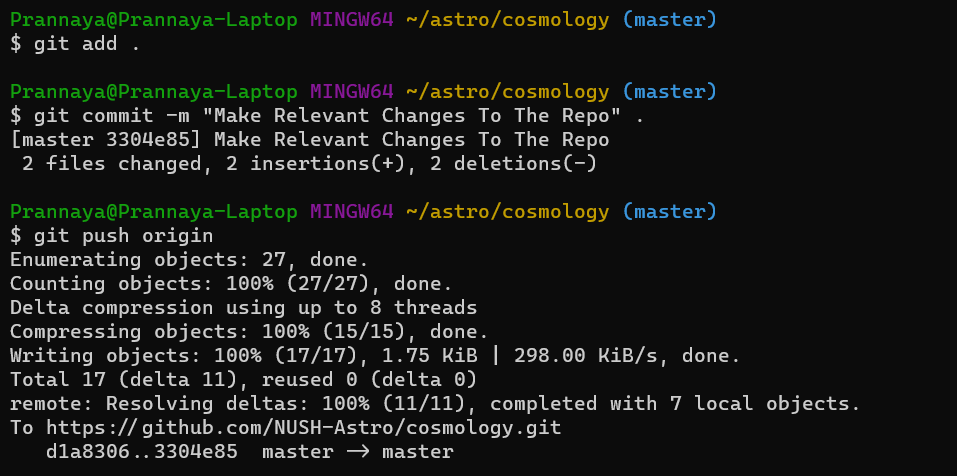 Prannaya@Prannaya-Laptop MINGW64 ~/astro/cosmology (master)
$ git add .
Prannaya@Prannaya-Laptop MINGW64 ~/astro/cosmology (master)
$ git commit -m "Make Relevant Changes To The Repo" .
[master 3304e85] Make Relevant Changes To The Repo
 2 files changed, 2 insertions(+), 2 deletions(-)
Prannaya@Prannaya-Laptop MINGW64 ~/astro/cosmology (master)
$ git push origin
Enumerating objects: 27, done.
Counting objects: 100% (27/27), done.
Delta compression using up to 8 threads
Compressing objects: 100% (15/15), done.
Writing objects: 100% (17/17), 1.75 KiB | 298.00 KiB/s, done.
Total 17 (delta 11), reused 0 (delta 0)
remote: Resolving deltas: 100% (11/11), completed with 7 local objects.
To https://github.com/NUSH-Astro/cosmology.git
   d1a8306..3304e85  master -> master